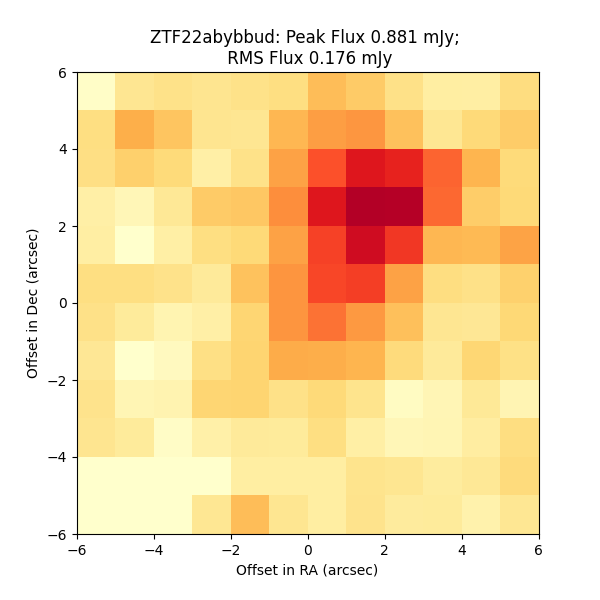 ZTF22abybbud: Peak Flux 0.881 mJy;
RMS Flux 0.176 mJy
6
4
2
0
−2
−4
−6
Offset in Dec (arcsec)
−6 −4 −2 0 2 4 6
Offset in RA (arcsec)